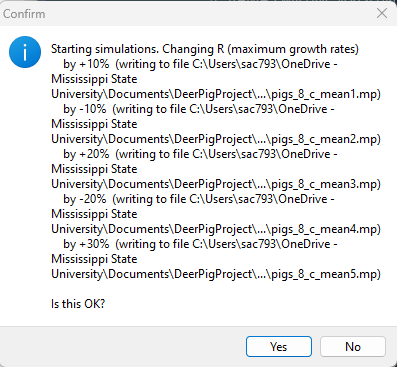 Confirm
Starting simulations. Changing R (maximum growth rates)
by +10%  (writing to file C:\Users\sac793\OneDrive -
Mississippi State
University\Documents\DeerPigProject\...\pigs_8_c_mean1.mp)
by -10%  (writing to file C:\Users\sac793\OneDrive -
Mississippi State
University\Documents\DeerPigProject\...\pigs_8_c_mean2.mp)
by +20%  (writing to file C:\Users\sac793\OneDrive -
Mississippi State
University\Documents\DeerPigProject\...\pigs_8_c_mean3.mp)
by -20%  (writing to file C:\Users\sac793\OneDrive -
Mississippi State
University\Documents\DeerPigProject\...\pigs_8_c_mean4.mp)
by +30%  (writing to file C:\Users\sac793\OneDrive -
Mississippi State
University\Documents\DeerPigProject\...\pigs_8_c_mean5.mp)
Is this OK?
Yes
No